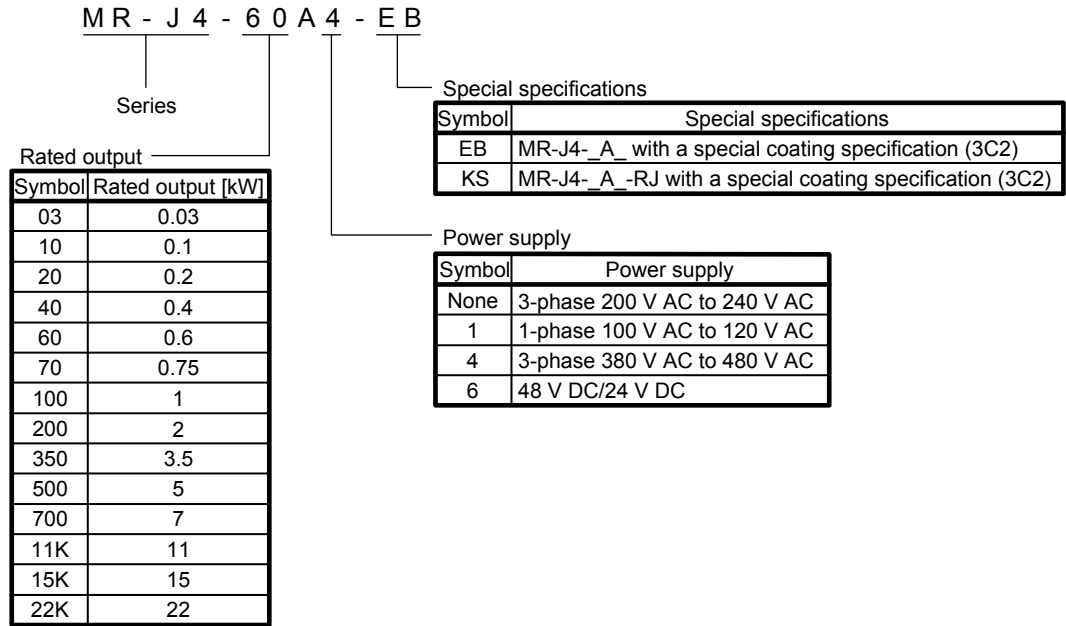 MR-J4-60A4-EB
Series
Special specifications
Symbol Special specifications
EB MR-J4-_A_ with a special coating specification (3C2)
KS MR-J4-_A_-RJ with a special coating specification (3C2)
Rated output
Symbol Rated output [kW]
03 0.03
10 0.1
20 0.2
40 0.4
60 0.6
70 0.75
100 1
200 2
350 3.5
500 5
700 7
11K 11
15K 15
22K 22
Power supply
Symbol Power supply
None 3-phase 200 V AC to 240 V AC
1 1-phase 100 V AC to 120 V AC
4 3-phase 380 V AC to 480 V AC
6 48 V DC/24 V DC